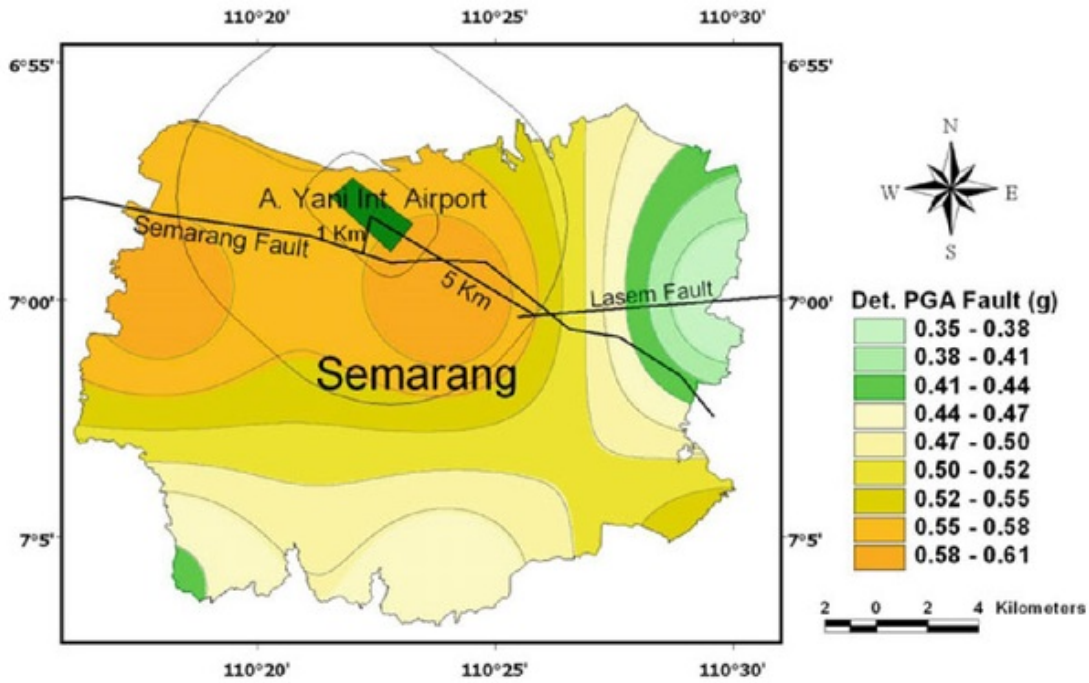 110°20' 110°25' 110°30'
6°55' 6°55'
A. Yani Int. Airport
Semarang Fault
1 Km
5 Km
Lasem Fault
7°00' 7°00'
Semarang
7°5' 7°5'
110°20' 110°25' 110°30'
N
W E
S
Det. PGA Fault (g)
0.35 - 0.38
0.38 - 0.41
0.41 - 0.44
0.44 - 0.47
0.47 - 0.50
0.50 - 0.52
0.52 - 0.55
0.55 - 0.58
0.58 - 0.61
2 0 2 4 Kilometers